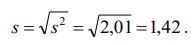 s = √s² = √2,01 = 1,42 .